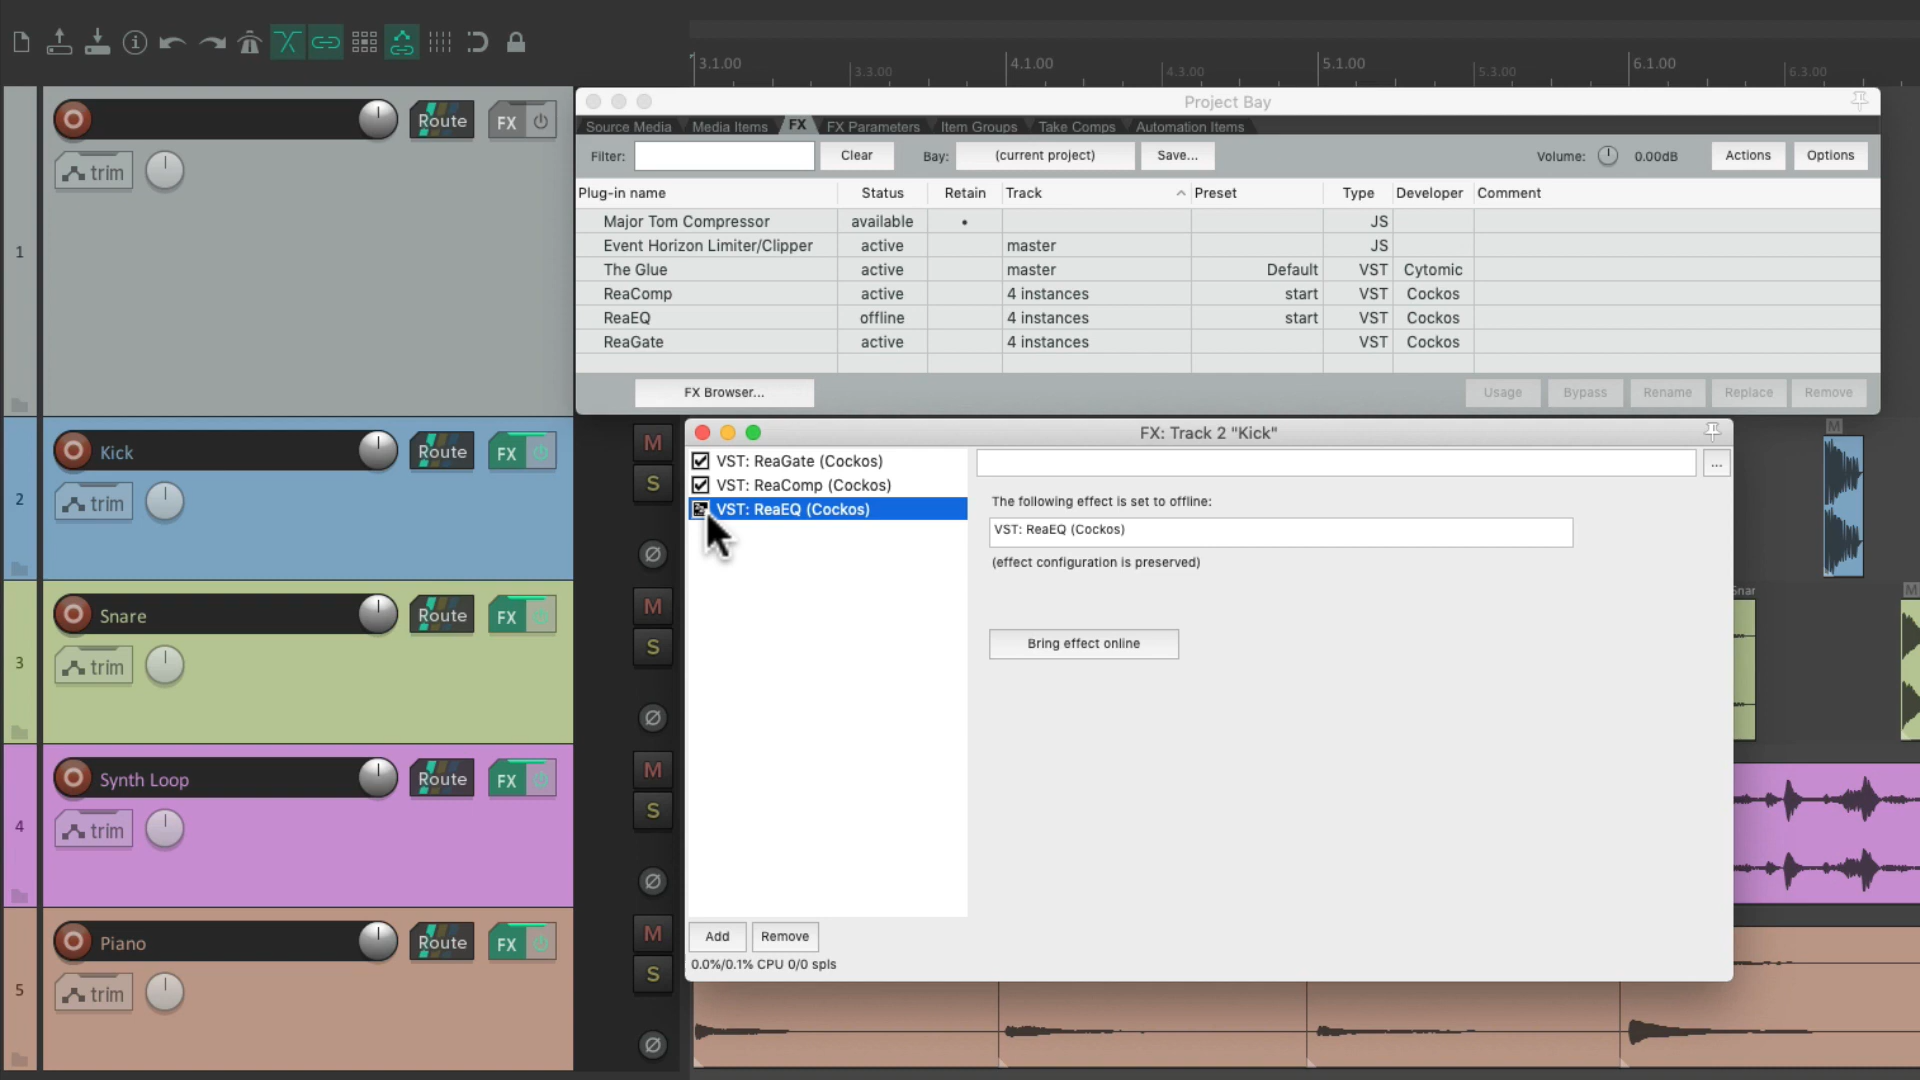 3.1.00 3.3.00 4.1.00 4.3.00 5.1.00 5.3.00 6.1.00 6.3.00
Project Bay
Source Media Media Items FX FX Parameters Item Groups Take Comps Automation Items
Filter: Clear Bay: (current project) Save... Volume: 0.00dB Actions Options
Plug-in name Status Retain Track Preset Type Developer Comment
Major Tom Compressor available • JS
Event Horizon Limiter/Clipper active master JS
The Glue active master Default VST Cytomic
ReaComp active 4 instances start VST Cockos
ReaEQ offline 4 instances start VST Cockos
ReaGate active 4 instances VST Cockos
FX Browser... Usage Bypass Rename Replace Remove
Route FX
trim
1
Kick Route FX M
trim S
2
Snare Route FX M
trim S
3
Synth Loop Route FX M
trim S
4
Piano Route FX M
trim S
5
FX: Track 2 "Kick"
VST: ReaGate (Cockos)
VST: ReaComp (Cockos)
VST: ReaEQ (Cockos)
...
The following effect is set to offline:
VST: ReaEQ (Cockos)
(effect configuration is preserved)
Bring effect online
Add Remove
0.0%/0.1% CPU 0/0 spls
M
M